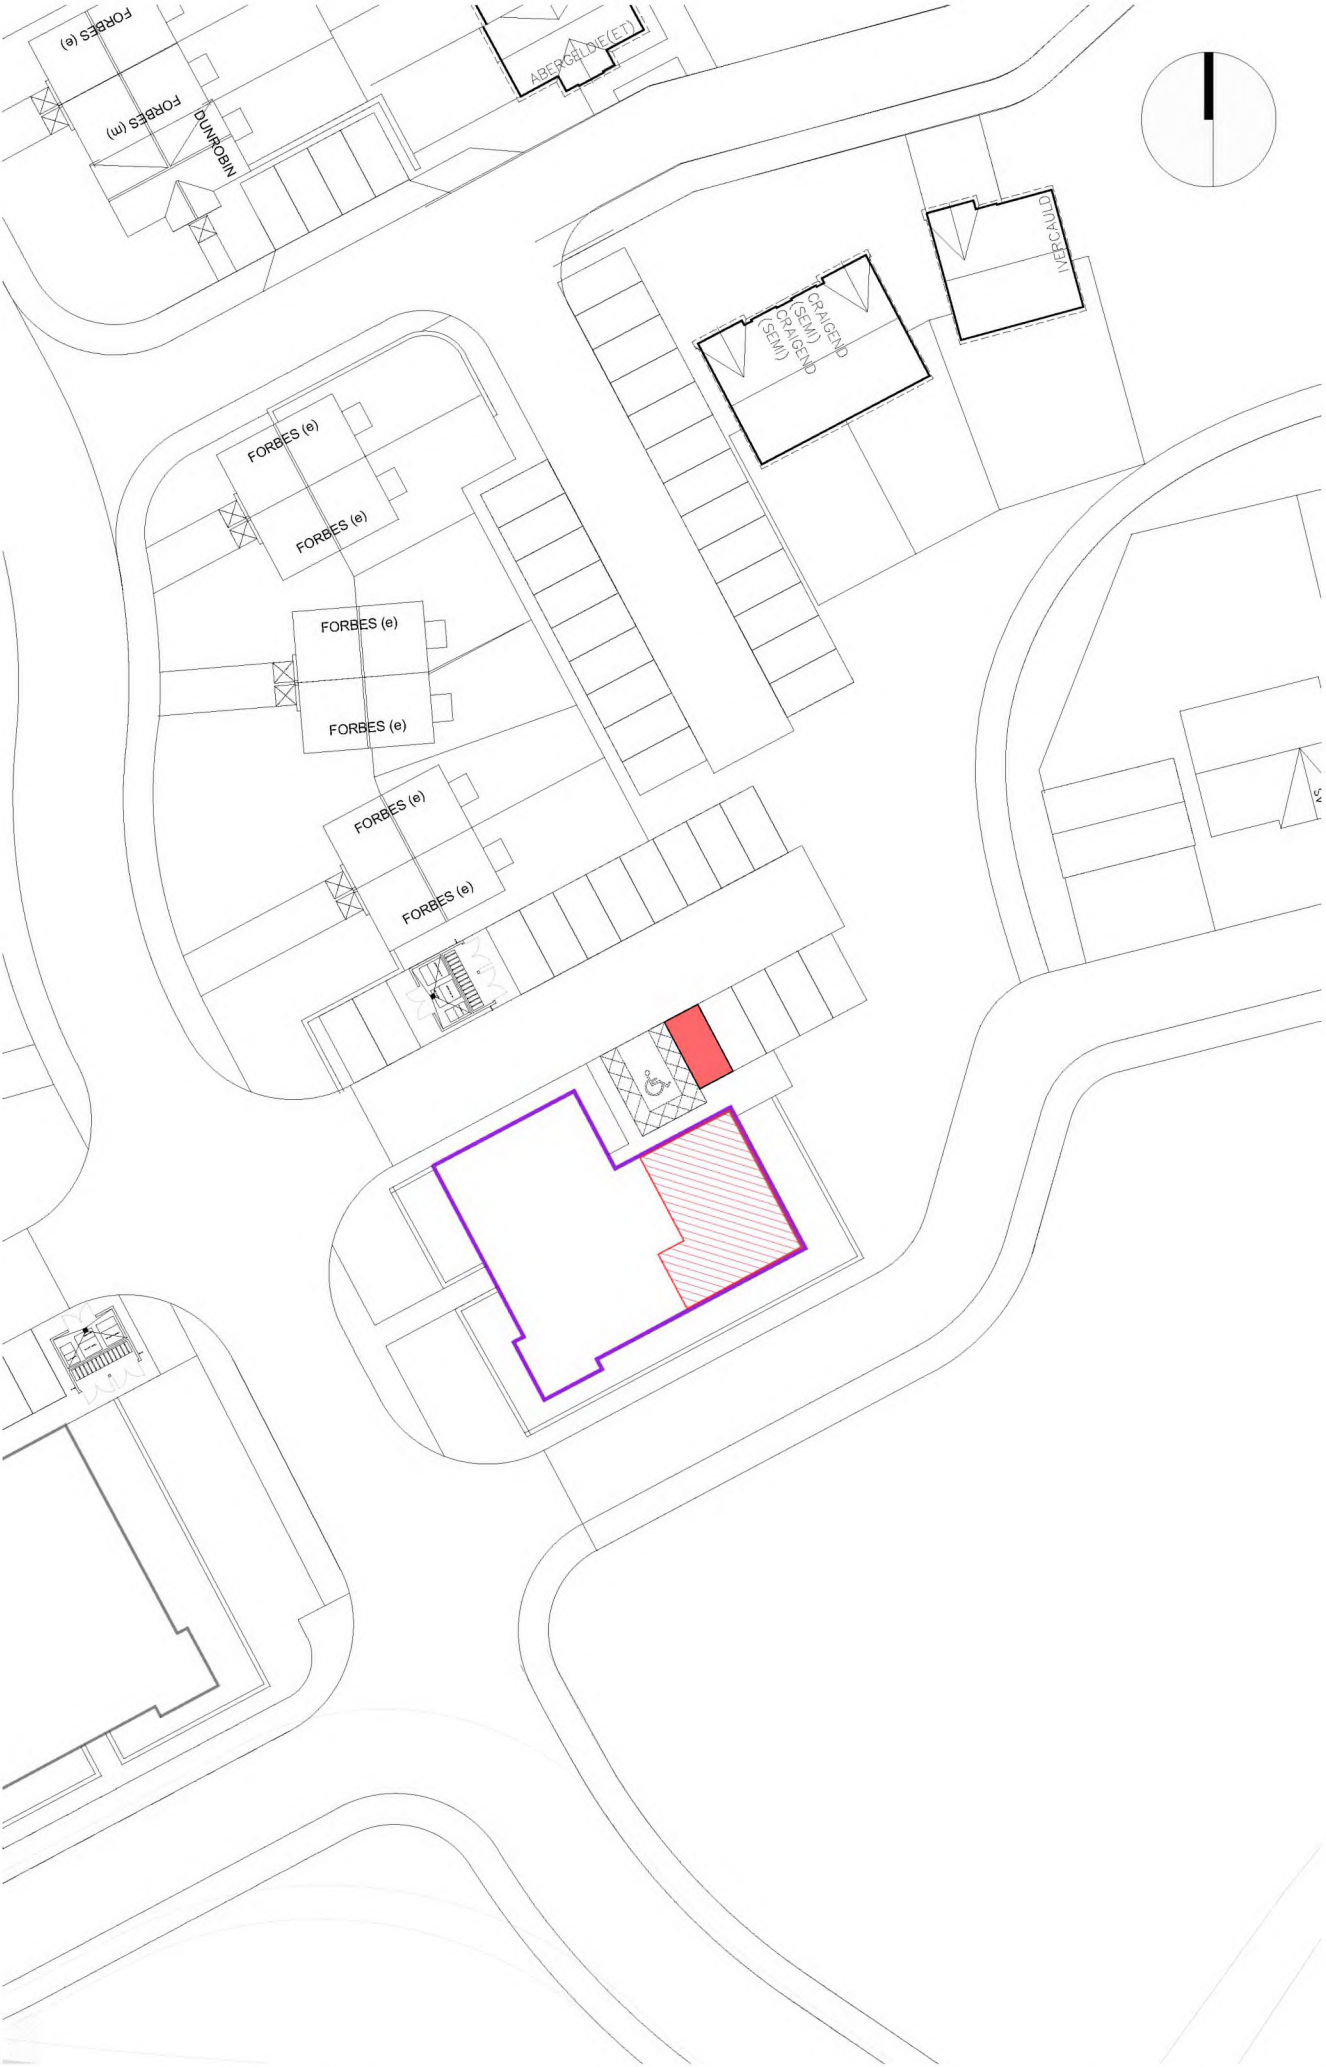 FORBES (e)
FORBES (m)
DUNROBIN
ABERGELDIE(ET)
IVERCAULD
CRAIGEND
(SEMI)
CRAIGEND
(SEMI)
FORBES (e)
FORBES (e)
FORBES (e)
FORBES (e)
FORBES (e)
FORBES (e)